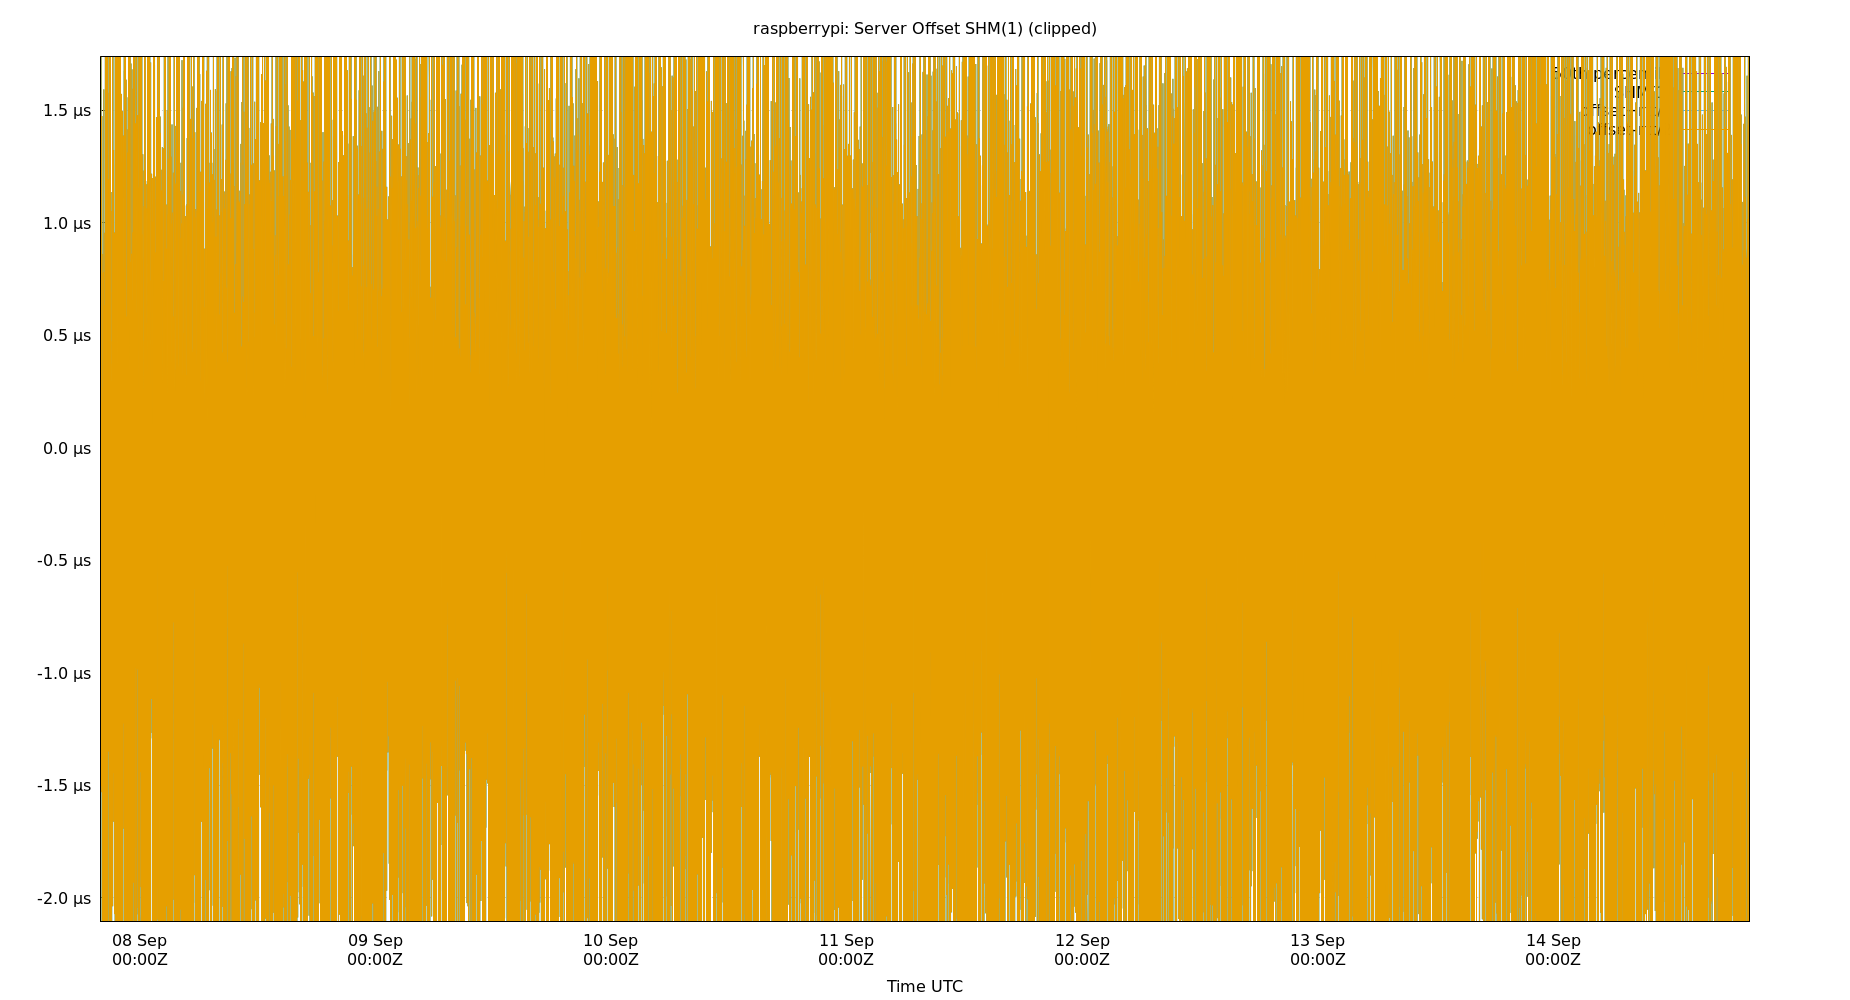 raspberrypi: Server Offset SHM(1) (clipped)
1.5 µs
1.0 µs
0.5 µs
0.0 µs
-0.5 µs
-1.0 µs
-1.5 µs
-2.0 µs
08 Sep 09 Sep 10 Sep 11 Sep 12 Sep 13 Sep 14 Sep
00:00Z 00:00Z 00:00Z 00:00Z 00:00Z 00:00Z 00:00Z
Time UTC